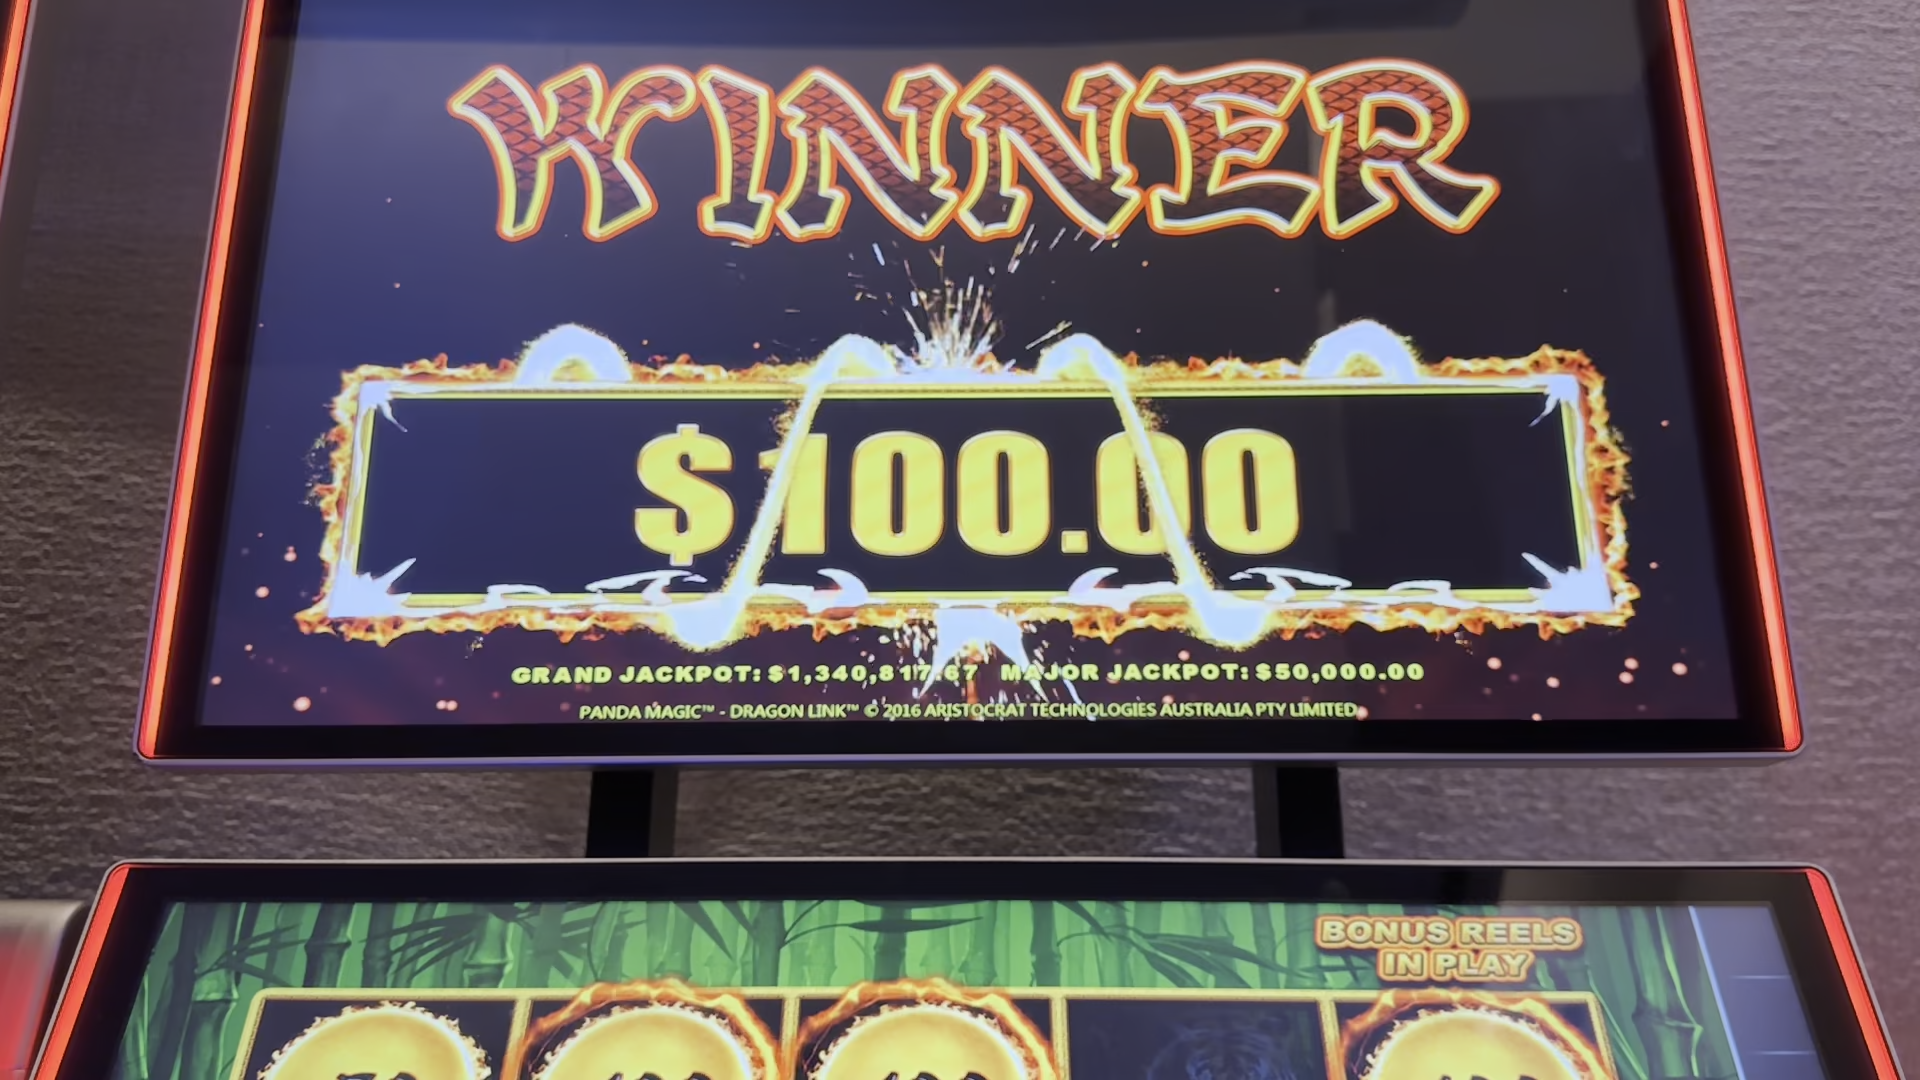 WINNER
$100.00
GRAND JACKPOT: $1,340,817.67 MAJOR JACKPOT: $50,000.00
PANDA MAGIC™ - DRAGON LINK™ © 2016 ARISTOCRAT TECHNOLOGIES AUSTRALIA PTY LIMITED
BONUS REELS
IN PLAY